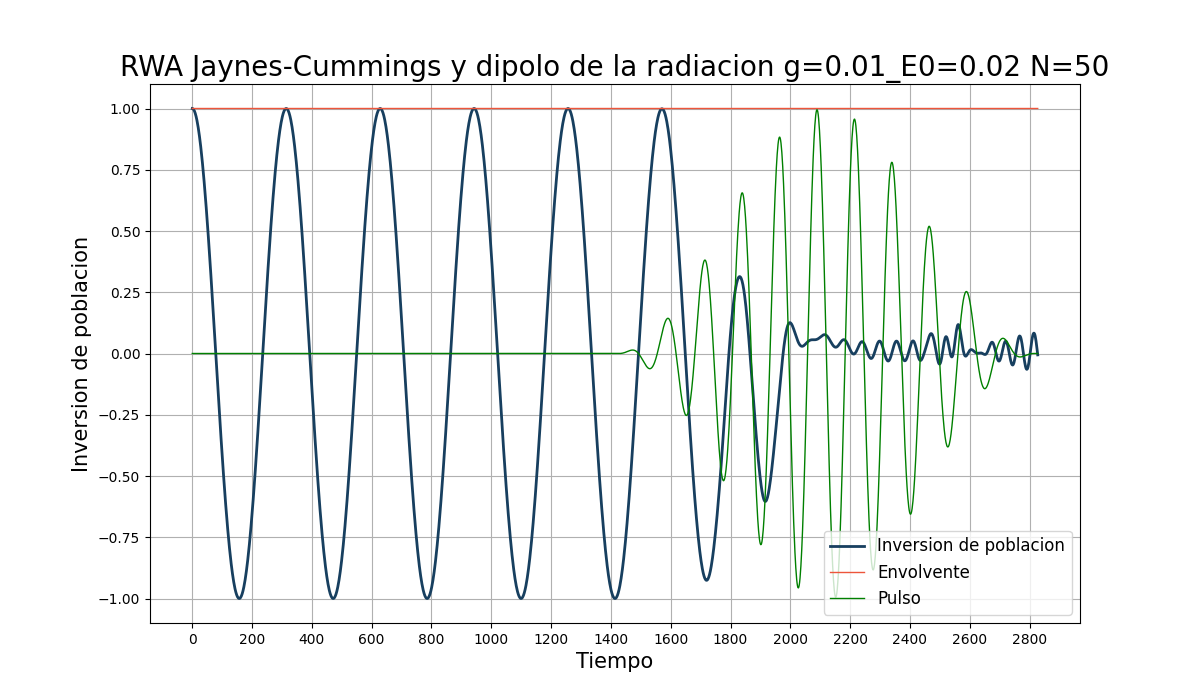 RWA Jaynes-Cummings y dipolo de la radiacion g=0.01_E0=0.02 N=50
Inversion de poblacion
1.00
0.75
0.50
0.25
0.00
−0.25
−0.50
−0.75
−1.00
Inversion de poblacion
Envolvente
Pulso
0 200 400 600 800 1000 1200 1400 1600 1800 2000 2200 2400 2600 2800
Tiempo